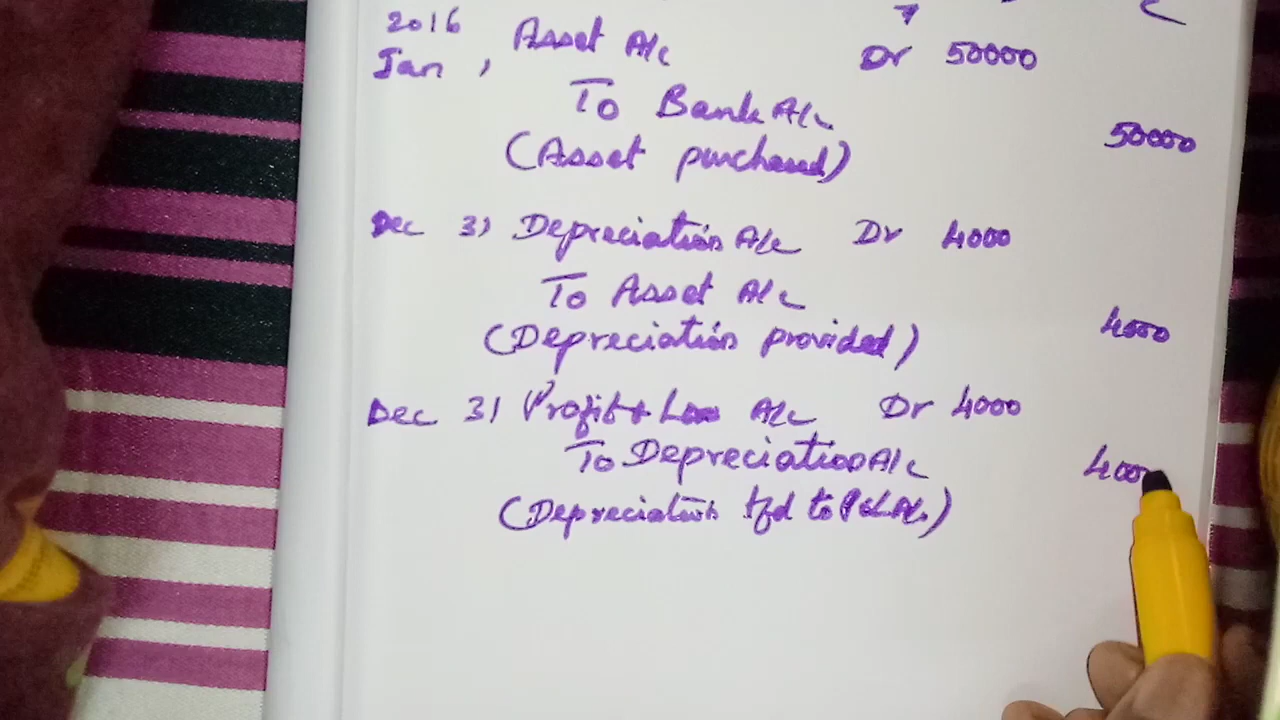 2016 Asset A/c Dr 50000
Jan 1
To Bank A/c
50000
(Asset purchased)
Dec 31 Depreciation A/c Dr 4000
To Asset A/c
4000
(Depreciation provided)
Dec 31 Profit & Loss A/c Dr 4000
To Depreciation A/c 4000
(Depreciation tfd to P&L A/c)